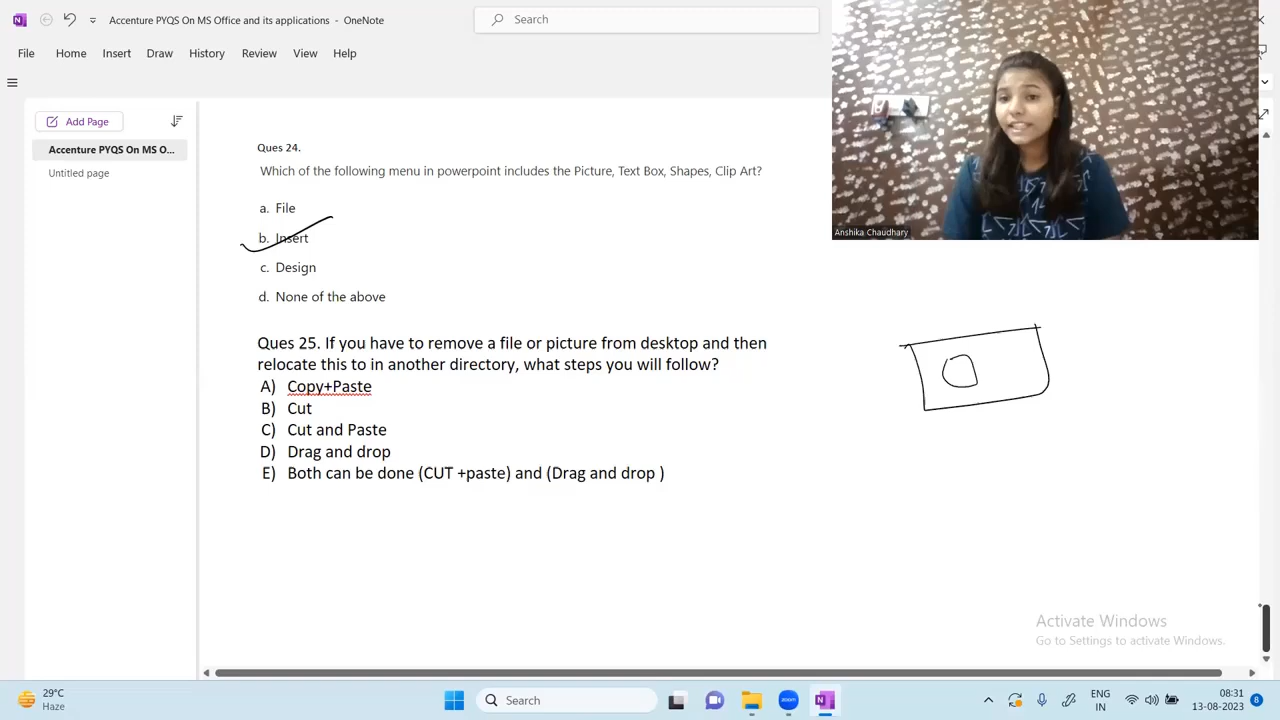 Accenture PYQS On MS Office and its applications - OneNote
Search
File Home Insert Draw History Review View Help
Add Page
Accenture PYQS On MS O...
Untitled page
Ques 24.
Which of the following menu in powerpoint includes the Picture, Text Box, Shapes, Clip Art?
a. File
b. Insert
c. Design
d. None of the above
Ques 25. If you have to remove a file or picture from desktop and then
relocate this to in another directory, what steps you will follow?
A) Copy+Paste
B) Cut
C) Cut and Paste
D) Drag and drop
E) Both can be done (CUT +paste) and (Drag and drop )
Anshika Chaudhary
Activate Windows
Go to Settings to activate Windows.
29°C
Haze
Search
zoom
ENG
IN
08:31
13-08-2023
8